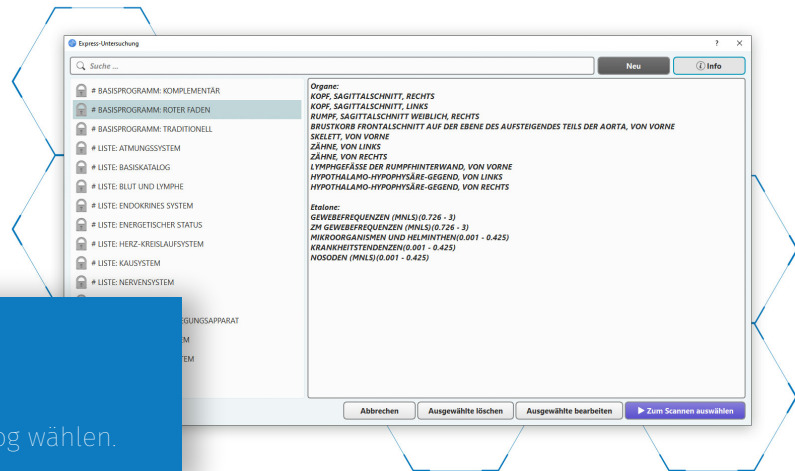 Express-Untersuchung
?
Suche ...
Neu
i Info
# BASISPROGRAMM: KOMPLEMENTÄR
# BASISPROGRAMM: ROTER FADEN
# BASISPROGRAMM: TRADITIONELL
# LISTE: ATMUNGSSYSTEM
# LISTE: BASISKATALOG
# LISTE: BLUT UND LYMPHE
# LISTE: ENDOKRINES SYSTEM
# LISTE: ENERGETISCHER STATUS
# LISTE: HERZ-KREISLAUFSYSTEM
# LISTE: KAUSYSTEM
# LISTE: NERVENSYSTEM
Organe:
KOPF, SAGITTALSCHNITT, RECHTS
KOPF, SAGITTALSCHNITT, LINKS
RUMPF, SAGITTALSCHNITT WEIBLICH, RECHTS
BRUSTKORB FRONTALSCHNITT AUF DER EBENE DES AUFSTEIGENDES TEILS DER AORTA, VON VORNE
SKELETT, VON VORNE
ZÄHNE, VON LINKS
ZÄHNE, VON RECHTS
LYMPHGEFÄSSE DER RUMPFHINTERWAND, VON VORNE
HYPOTHALAMO-HYPOPHYSÄRE-GEGEND, VON LINKS
HYPOTHALAMO-HYPOPHYSÄRE-GEGEND, VON RECHTS
Etalone:
GEWEBEFREQUENZEN (MNLS)(0.726 - 3)
ZM GEWEBEFREQUENZEN (MNLS)(0.726 - 3)
MIKROORGANISMEN UND HELMINTHEN(0.001 - 0.425)
KRANKHEITSTENDENZEN(0.001 - 0.425)
NOSODEN (MNLS)(0.001 - 0.425)
Abbrechen
Ausgewählte löschen
Ausgewählte bearbeiten
Zum Scannen auswählen
wählen.